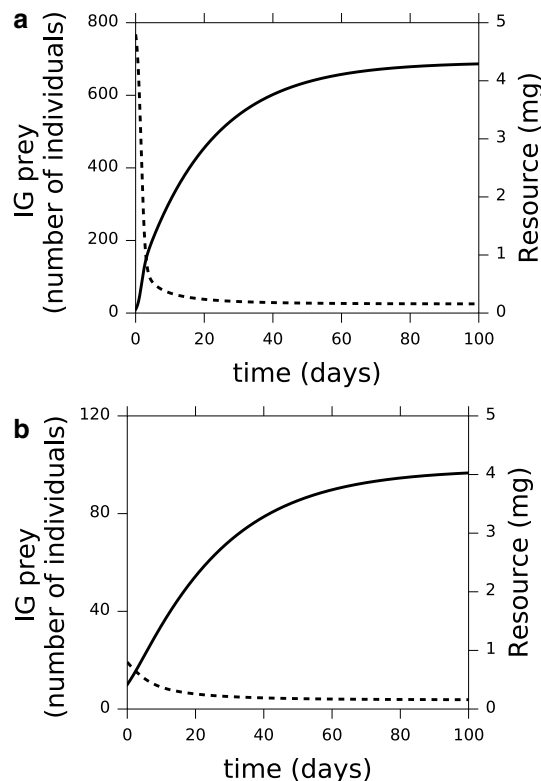 a
IG prey
(number of individuals)
800
600
400
200
0
5
4
3
2
1
0
Resource (mg)
0 20 40 60 80 100
time (days)
b
IG prey
(number of individuals)
120
80
40
0
5
4
3
2
1
0
Resource (mg)
0 20 40 60 80 100
time (days)